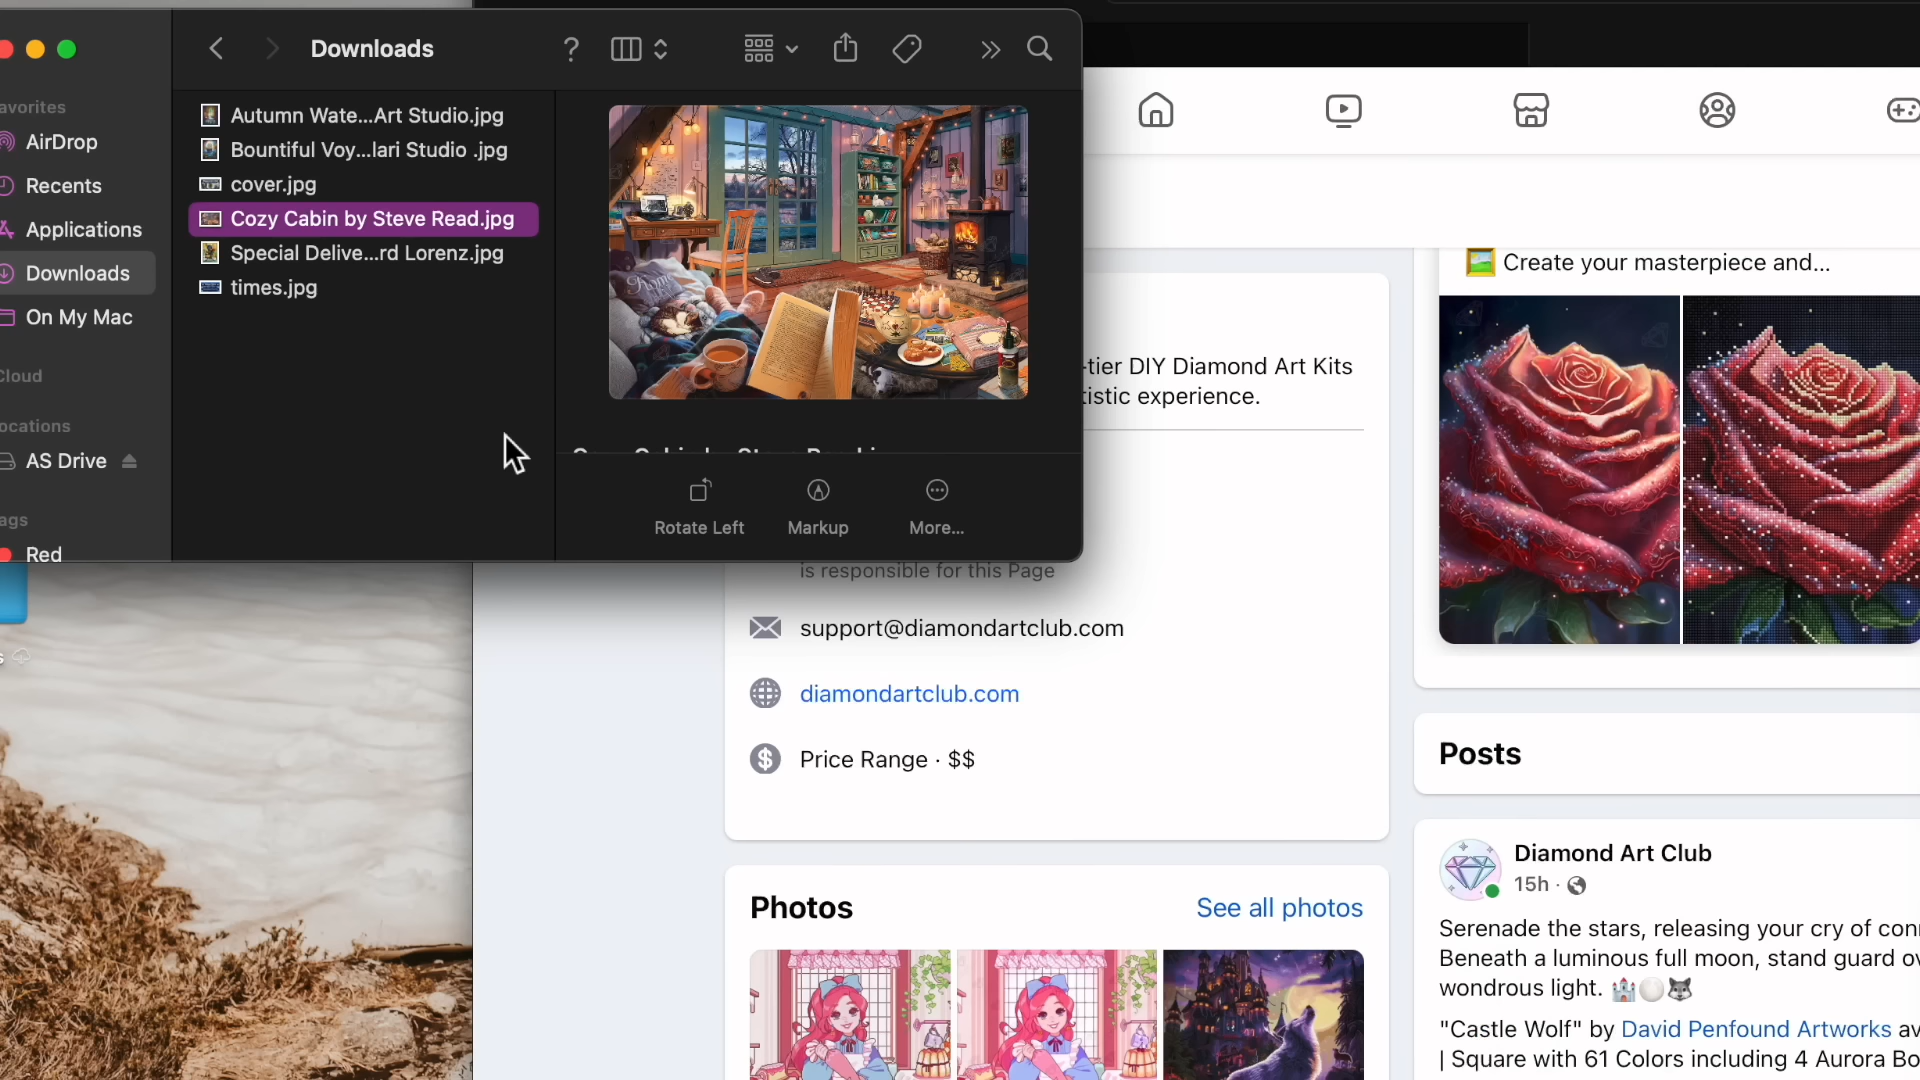 Downloads
avorites
AirDrop
Recents
Applications
Downloads
On My Mac
Cloud
ocations
AS Drive
ags
Red
s
Autumn Wate...Art Studio.jpg
Bountiful Voy...lari Studio .jpg
cover.jpg
Cozy Cabin by Steve Read.jpg
Special Delive...rd Lorenz.jpg
times.jpg
Home
Rotate Left
Markup
More...
-tier DIY Diamond Art Kits
tistic experience.
is responsible for this Page
support@diamondartclub.com
diamondartclub.com
Price Range · $$
Photos
See all photos
Create your masterpiece and...
Posts
Diamond Art Club
15h ·
Serenade the stars, releasing your cry of con
Beneath a luminous full moon, stand guard ov
wondrous light. 🏰🌕🐺
"Castle Wolf" by David Penfound Artworks av
| Square with 61 Colors including 4 Aurora Bo